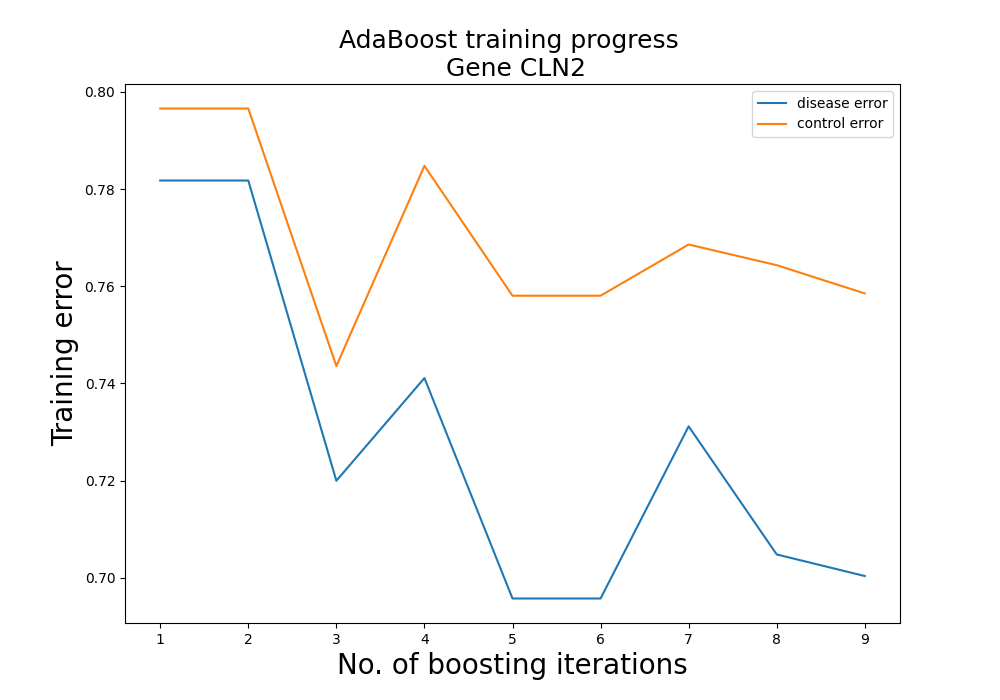 AdaBoost training progress
Gene CLN2
disease error
control error
Training error
0.80
0.78
0.76
0.74
0.72
0.70
1 2 3 4 5 6 7 8 9
No. of boosting iterations